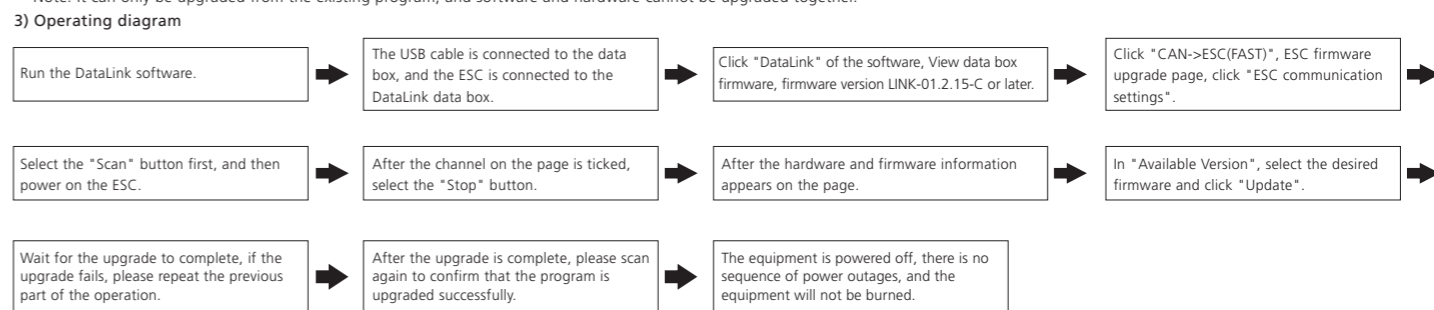 Note: It can only be upgraded from the existing program, and software and hardware cannot be upgraded together.
3) Operating diagram
Run the DataLink software.
The USB cable is connected to the data
box, and the ESC is connected to the
DataLink data box.
Click "DataLink" of the software, View data box
firmware, firmware version LINK-01.2.15-C or later.
Click "CAN->ESC(FAST)", ESC firmware
upgrade page, click "ESC communication
settings".
Select the "Scan" button first, and then
power on the ESC.
After the channel on the page is ticked,
select the "Stop" button.
After the hardware and firmware information
appears on the page.
In "Available Version", select the desired
firmware and click "Update".
Wait for the upgrade to complete, if the
upgrade fails, please repeat the previous
part of the operation.
After the upgrade is complete, please scan
again to confirm that the program is
upgraded successfully.
The equipment is powered off, there is no
sequence of power outages, and the
equipment will not be burned.